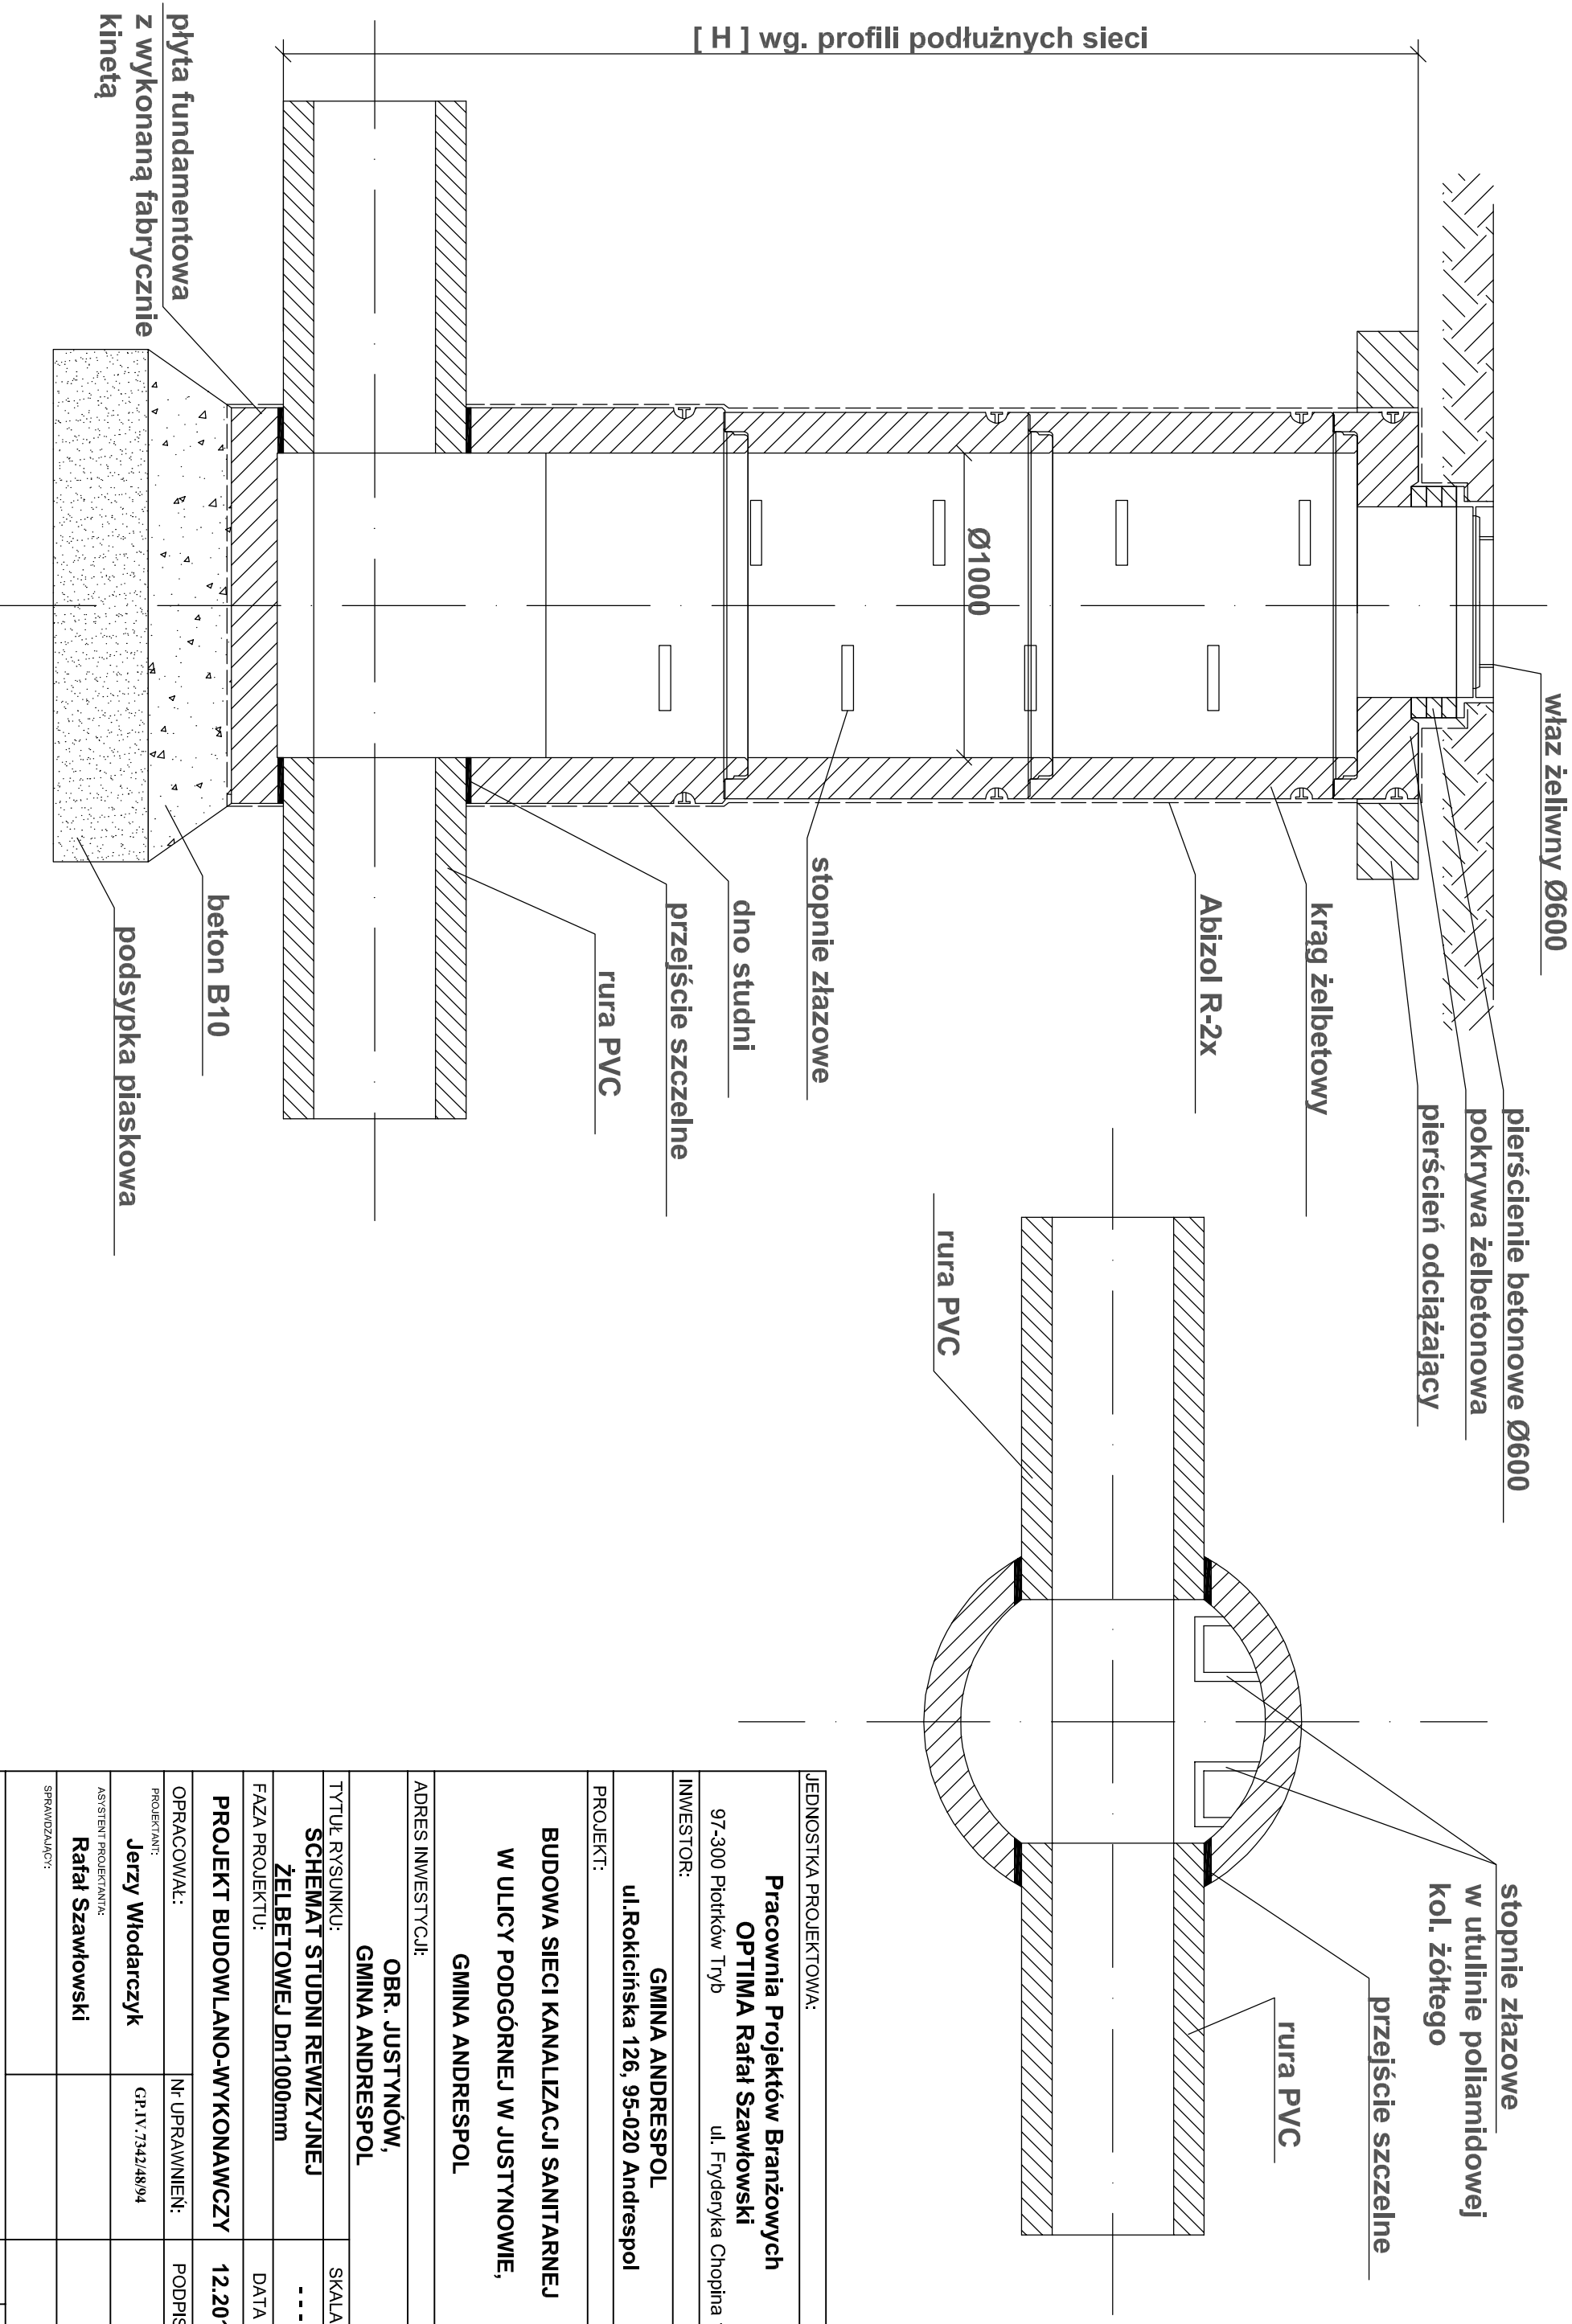 [ H ] wg. profili podłużnych sieci
płyta fundamentowa
z wykonaną fabrycznie
kinetą
Ø1000
właz żeliwny Ø600
pierścienie betonowe Ø600
pokrywa żelbetonowa
pierścień odciążający
krąg żelbetowy
Abizol R-2x
stopnie złazowe
dno studni
przejście szczelne
rura PVC
beton B10
podsypka piaskowa
rura PVC
stopnie złazowe
w utulinie poliamidowej
kol. żółtego
przejście szczelne
rura PVC
JEDNOSTKA PROJEKTOWA:
Pracownia Projektów Branżowych
OPTIMA Rafał Szawłowski
97-300 Piotrków Tryb ul. Fryderyka Chopina
INWESTOR:
GMINA ANDRESPOL
ul.Rokicińska 126, 95-020 Andrespol
PROJEKT:
BUDOWA SIECI KANALIZACJI SANITARNEJ
W ULICY PODGÓRNEJ W JUSTYNOWIE,
GMINA ANDRESPOL
ADRES INWESTYCJI:
OBR. JUSTYNÓW,
GMINA ANDRESPOL
TYTUŁ RYSUNKU: SKALA
SCHEMAT STUDNI REWIZYJNEJ
ŻELBETOWEJ Dn1000mm ---
FAZA PROJEKTU: DATA
PROJEKT BUDOWLANO-WYKONAWCZY 12.20
OPRACOWAŁ: Nr UPRAWNIEŃ: PODPIS
PROJEKTANT:
Jerzy Włodarczyk GP.IV.7342/48/94
ASYSTENT PROJEKTANTA:
Rafał Szawłowski
SPRAWDZAJĄCY: